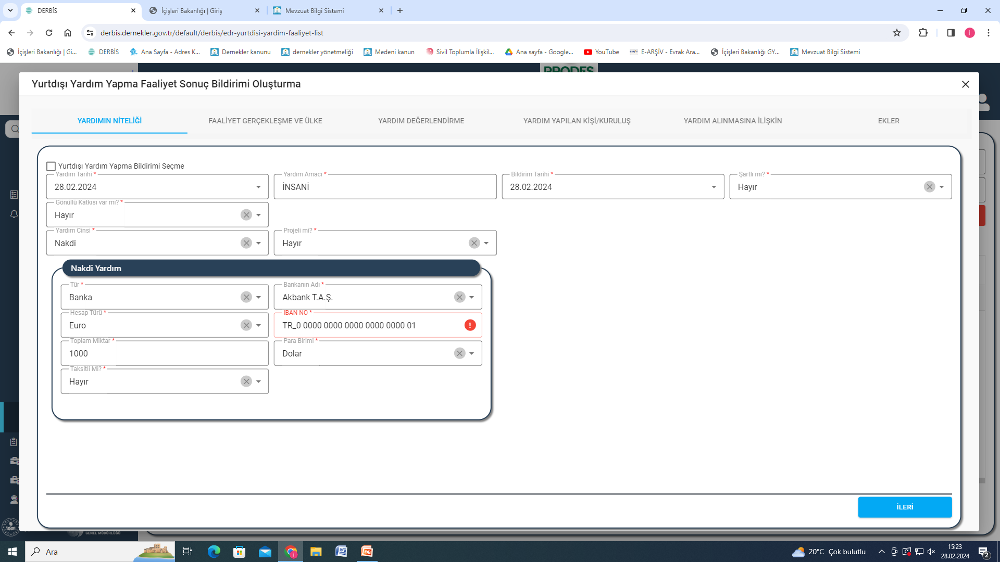 DERBİS
İçişleri Bakanlığı | Giriş
Mevzuat Bilgi Sistemi
derbis.dernekler.gov.tr/default/derbis/edr-yurtdisi-yardim-faaliyet-list
İçişleri Bakanlığı | Gi...
DERBİS
Ana Sayfa - Adres K...
Dernekler kanunu
dernekler yönetmeliği
Medeni kanun
Sivil Toplumla İlişkil...
Ana sayfa - Google...
YouTube
E-ARŞİV - Evrak Ara...
İçişleri Bakanlığı GY...
Mevzuat Bilgi Sistemi
PRODES
Yurtdışı Yardım Yapma Faaliyet Sonuç Bildirimi Oluşturma
YARDIMIN NİTELİĞİ
FAALİYET GERÇEKLEŞME VE ÜLKE
YARDIM DEĞERLENDİRME
YARDIM YAPILAN KİŞİ/KURULUŞ
YARDIM ALINMASINA İLİŞKİN
EKLER
Yurtdışı Yardım Yapma Bildirimi Seçme
Yardım Tarihi *
28.02.2024
Yardım Amacı *
İNSANİ
Bildirim Tarihi *
28.02.2024
Şartlı mı? *
Hayır
Gönüllü Katkısı var mı? *
Hayır
Yardım Cinsi *
Nakdi
Projeli mi? *
Hayır
Nakdi Yardım
Tür *
Banka
Bankanın Adı *
Akbank T.A.Ş.
Hesap Türü *
Euro
IBAN NO *
TR_0 0000 0000 0000 0000 0000 01
Toplam Miktar *
1000
Para Birimi *
Dolar
Taksitli Mi? *
Hayır
İLERİ
GENEL MÜDÜRLÜĞÜ
Ara
20°C Çok bulutlu
15:23
28.02.2024
2